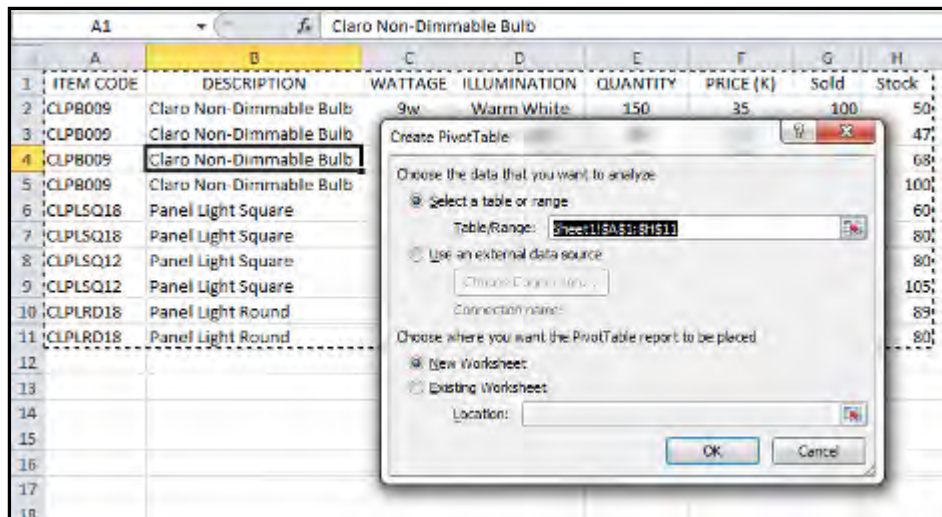 A1 fx Claro Non-Dimmable Bulb
A B C D E F G H
1 ITEM CODE DESCRIPTION WATTAGE ILLUMINATION QUANTITY PRICE (K) Sold Stock
2 CLPB009 Claro Non-Dimmable Bulb 9w Warm White 150 35 100 50
3 CLPB009 Claro Non-Dimmable Bulb 47
4 CLPB009 Claro Non-Dimmable Bulb 68
5 CLPB009 Claro Non-Dimmable Bulb 100
6 CLPLSQ18 Panel Light Square 60
7 CLPLSQ18 Panel Light Square 80
8 CLPLSQ12 Panel Light Square 80
9 CLPLSQ12 Panel Light Square 105
10 CLPLRD18 Panel Light Round 89
11 CLPLRD18 Panel Light Round 80
12
13
14
15
16
17
18
Create PivotTable
Choose the data that you want to analyze
Select a table or range
Table/Range: Sheet1!$A$1:$H$11
Use an external data source
Choose Connection...
Connection name:
Choose where you want the PivotTable report to be placed
New Worksheet
Existing Worksheet
Location:
OK Cancel